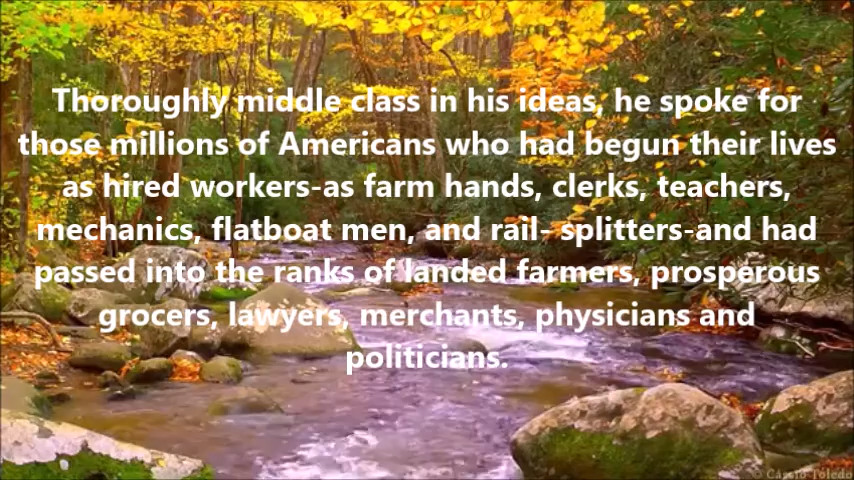 Thoroughly middle class in his ideas, he spoke for
those millions of Americans who had begun their lives
as hired workers-as farm hands, clerks, teachers,
mechanics, flatboat men, and rail- splitters-and had
passed into the ranks of landed farmers, prosperous
grocers, lawyers, merchants, physicians and
politicians.
© Cassio Toledo